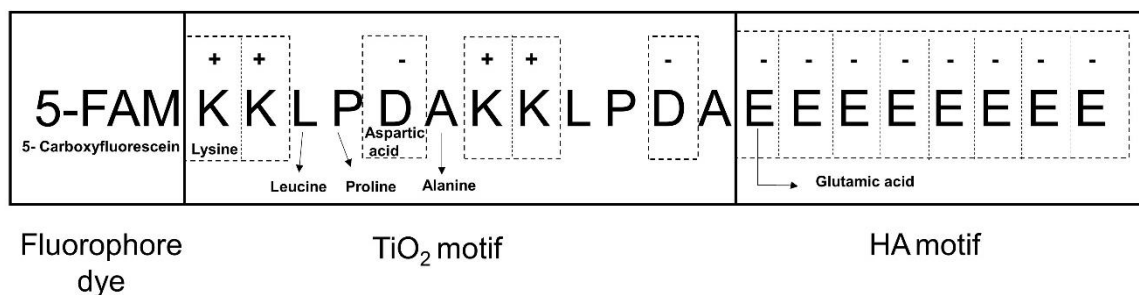 + + - + + - - - - - - - - -
5-FAM K K L P D A K K L P D A E E E E E E E E
5- Carboxyfluorescein Lysine Aspartic acid
Leucine Proline Alanine Glutamic acid
Fluorophore dye TiO₂ motif HA motif